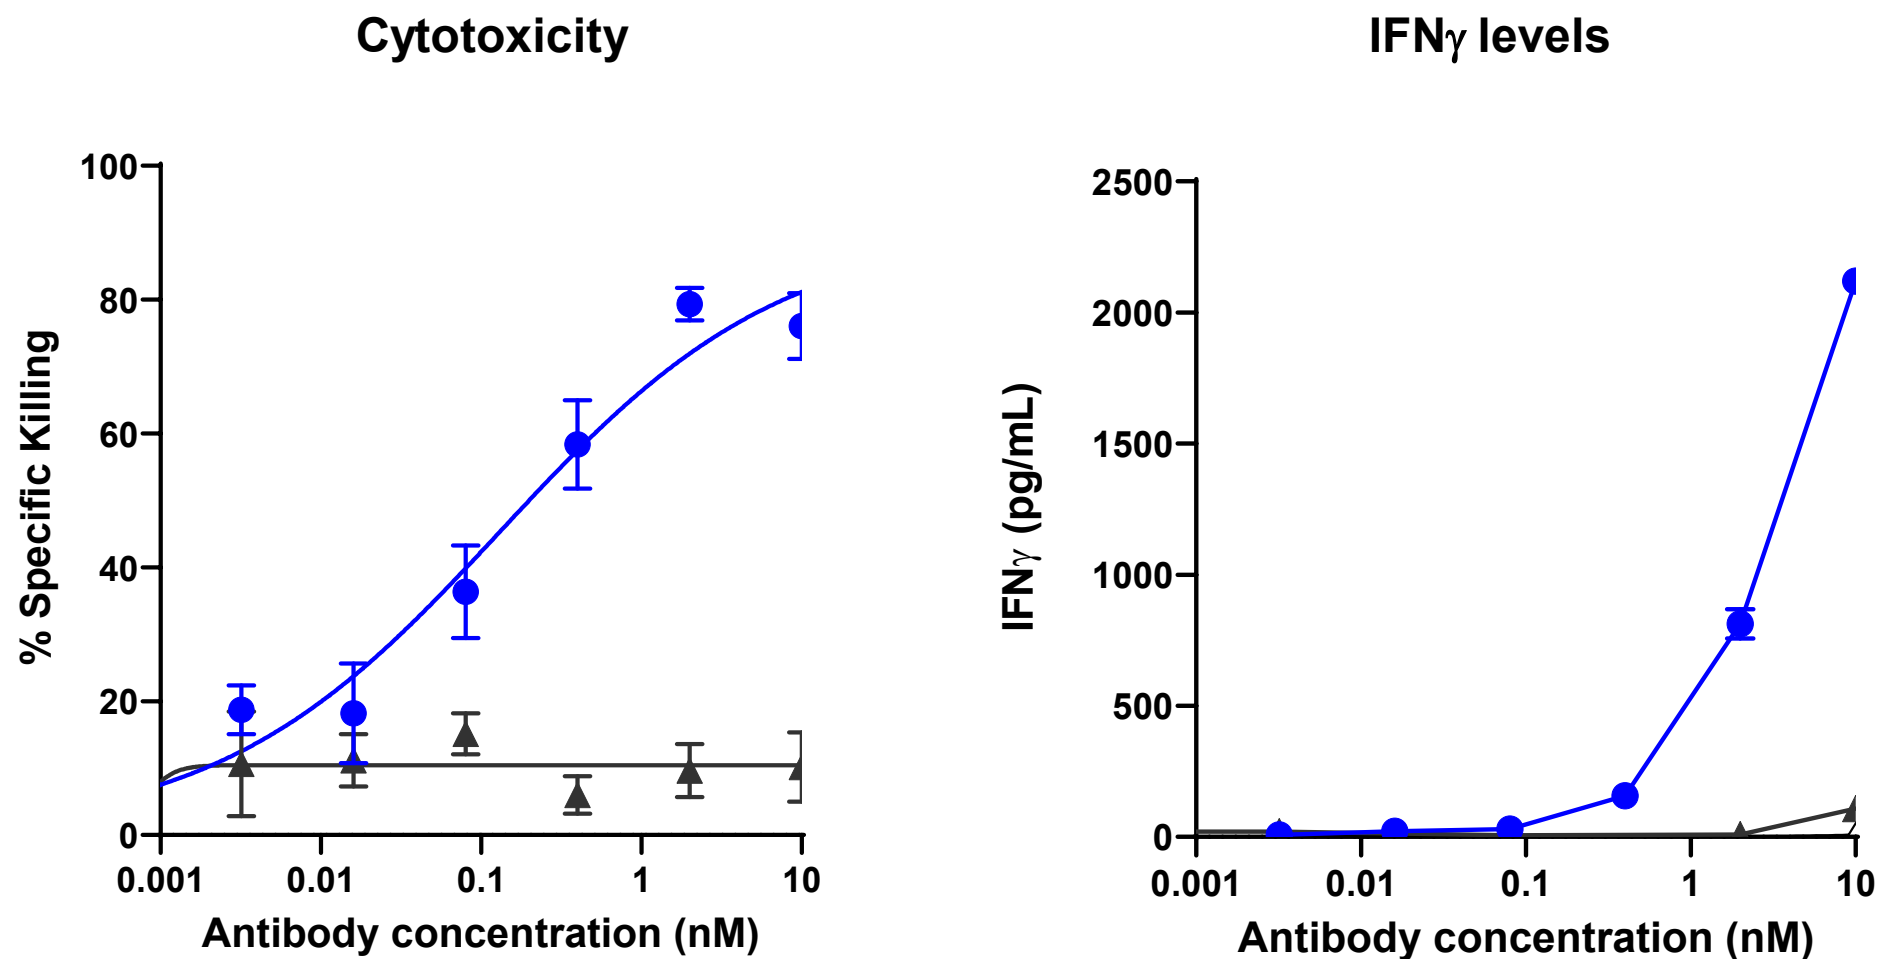 Cytotoxicity
% Specific Killing
100
80
60
40
20
0
0.001 0.01 0.1 1 10
Antibody concentration (nM)
IFNγ levels
IFNγ (pg/mL)
2500
2000
1500
1000
500
0
0.001 0.01 0.1 1 10
Antibody concentration (nM)